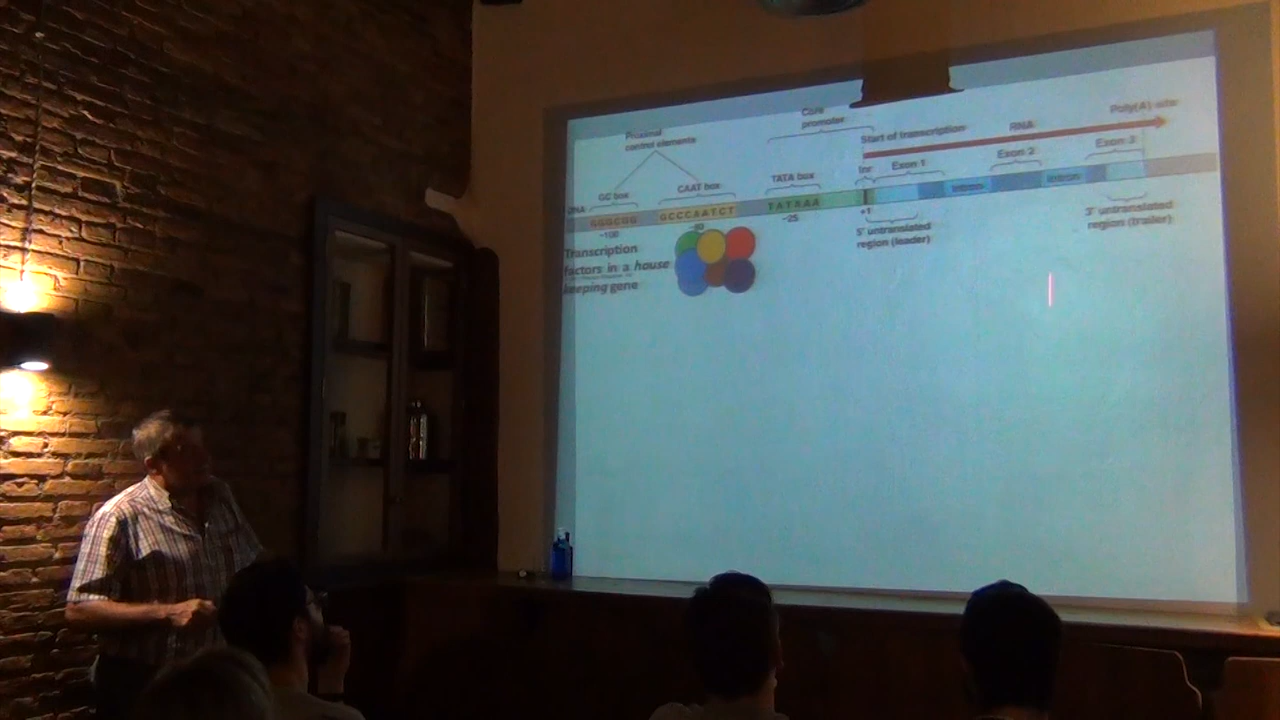 Proximal
control elements
Core
promoter
Start of transcription
RNA
Poly(A) site
GC box
CAAT box
TATA box
Inr
Exon 1
Exon 2
Exon 3
DNA
GGGCGG
GCCCAATCT
TATAAA
intron
intron
-100
-80
-25
+1
5' untranslated
region (leader)
3' untranslated
region (trailer)
Transcription
factors in a house
keeping gene